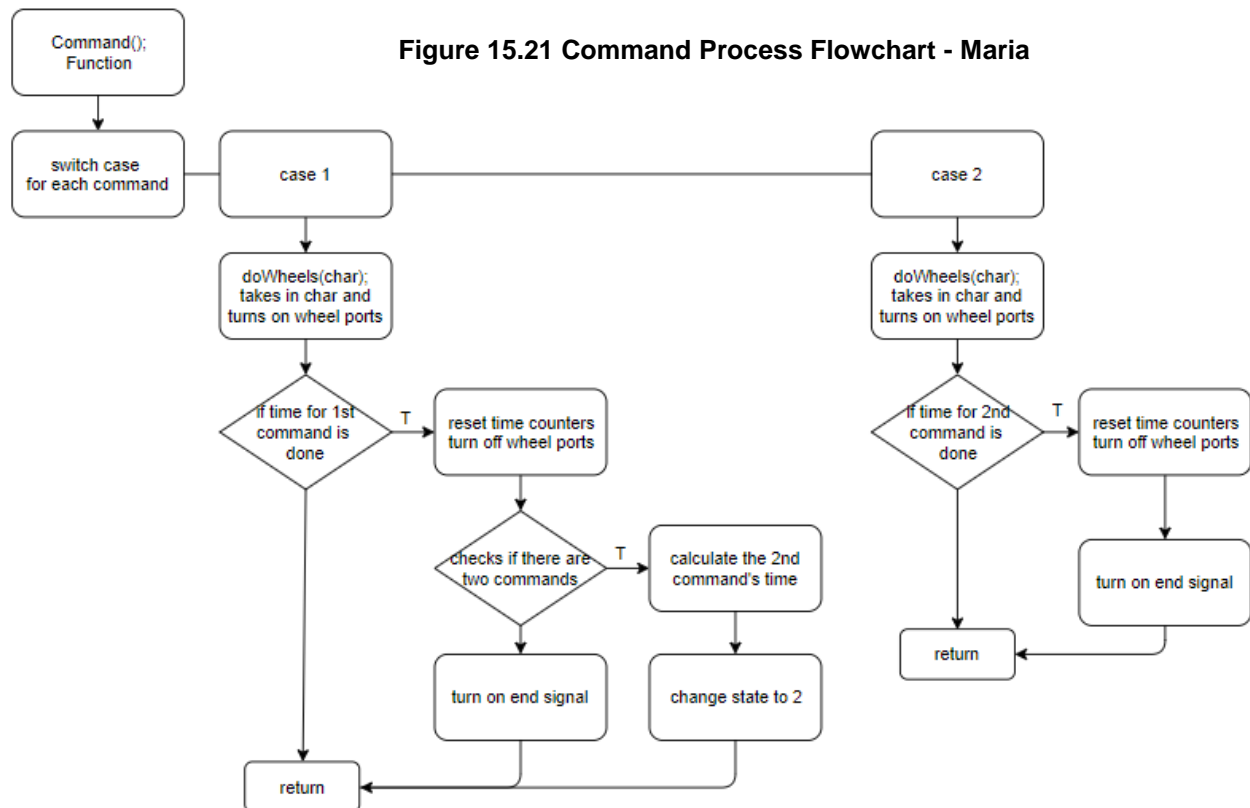 Command();
Function
Figure 15.21 Command Process Flowchart - Maria
switch case
for each command
case 1
case 2
doWheels(char);
takes in char and
turns on wheel ports
doWheels(char);
takes in char and
turns on wheel ports
if time for 1st
command is
done
T
reset time counters
turn off wheel ports
If time for 2nd
command is
done
T
reset time counters
turn off wheel ports
checks if there are
two commands
T
calculate the 2nd
command's time
turn on end signal
return
turn on end signal
change state to 2
return